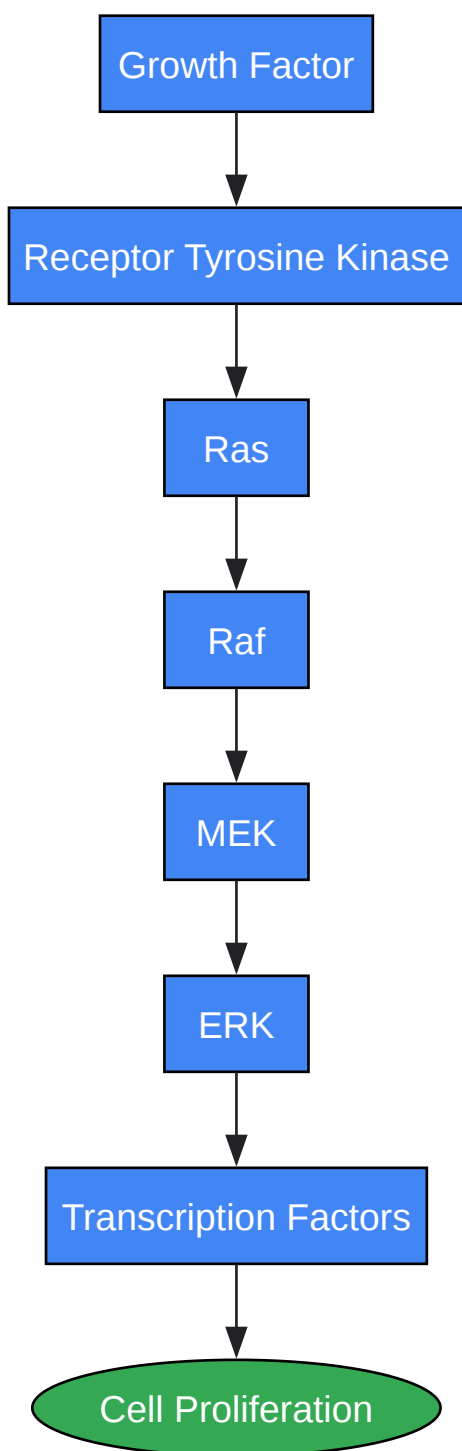 Growth Factor
Receptor Tyrosine Kinase
Ras
Raf
MEK
ERK
Transcription Factors
Cell Proliferation